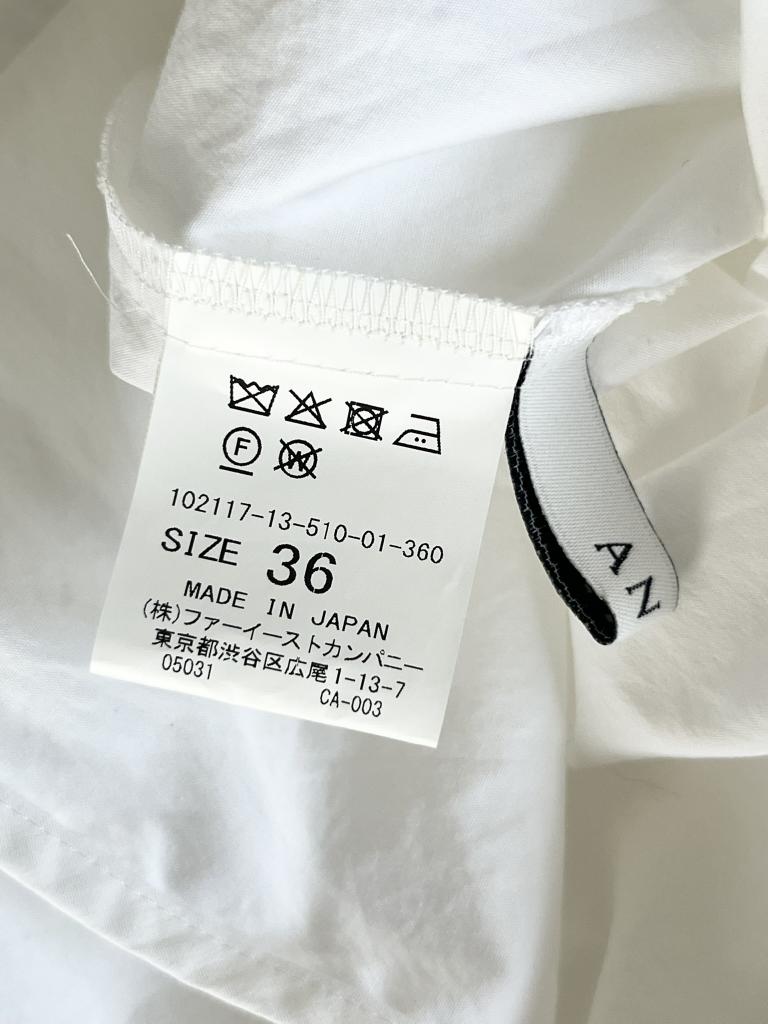 F W
102117-13-510-01-360
SIZE 36
MADE IN JAPAN
(株)ファーイーストカンパニー
東京都渋谷区広尾1-13-7
05031 CA-003
AN